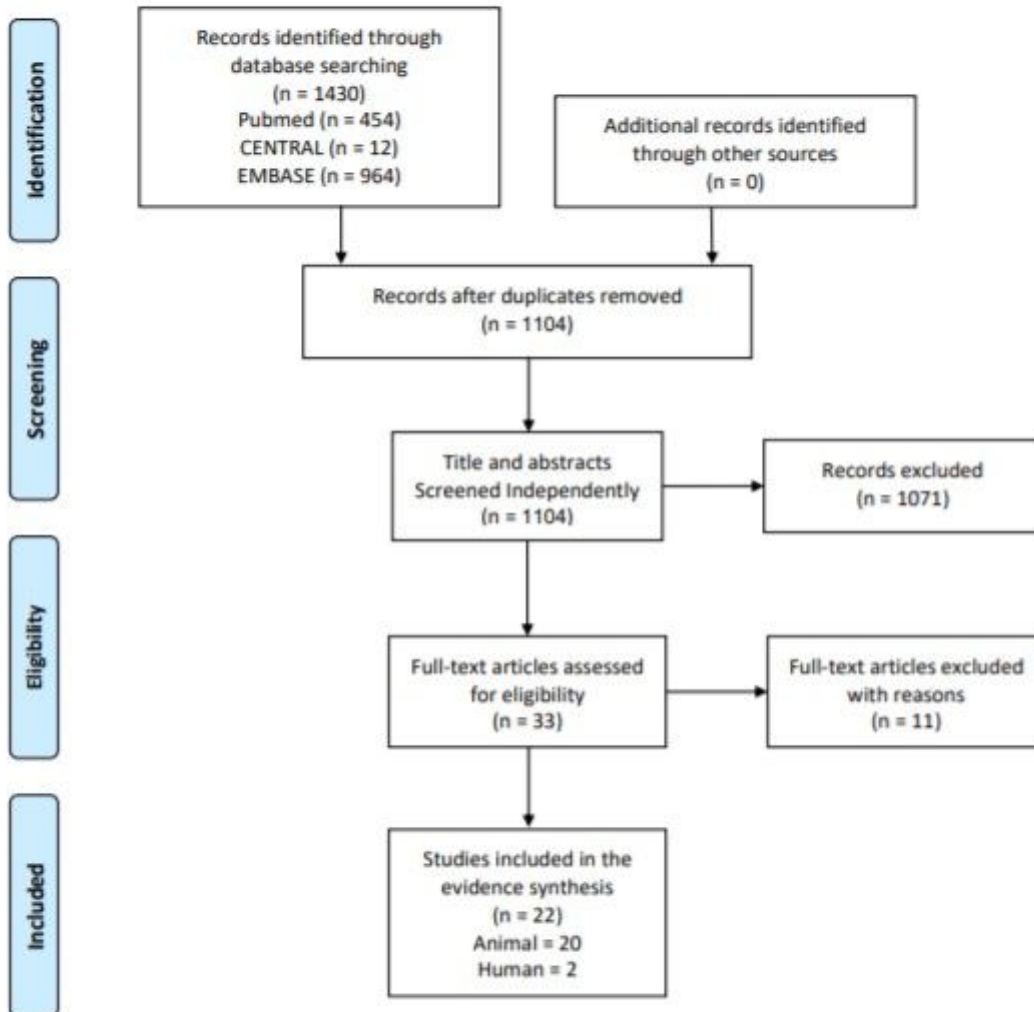 Identification
Records identified through
database searching
(n = 1430)
Pubmed (n = 454)
CENTRAL (n = 12)
EMBASE (n = 964)
Additional records identified
through other sources
(n = 0)
Screening
Records after duplicates removed
(n = 1104)
Title and abstracts
Screened Independently
(n = 1104)
Records excluded
(n = 1071)
Eligibility
Full-text articles assessed
for eligibility
(n = 33)
Full-text articles excluded
with reasons
(n = 11)
Included
Studies included in the
evidence synthesis
(n = 22)
Animal = 20
Human = 2